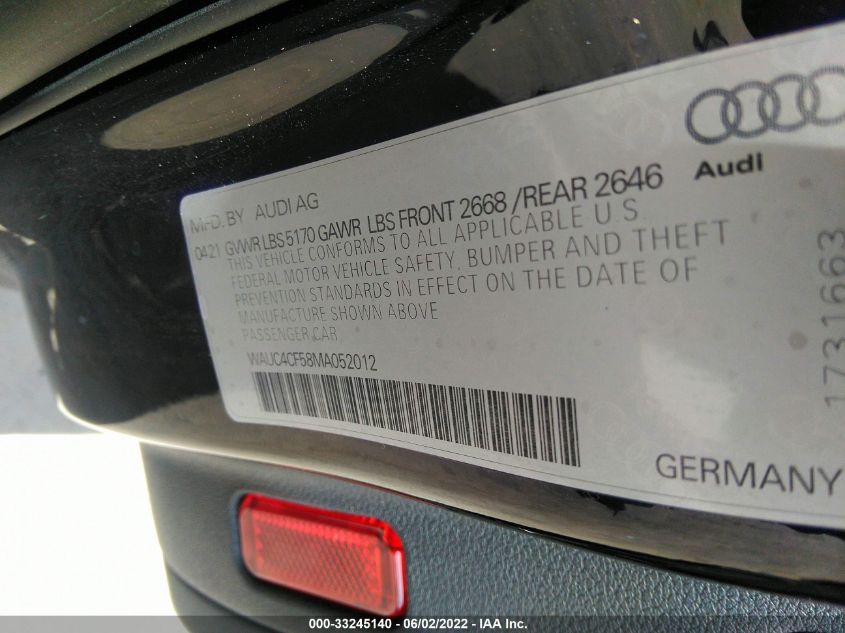 Audi
MFD. BY AUDI AG
0421 GVWR LBS 5170 GAWR LBS FRONT 2668 /REAR 2646
THIS VEHICLE CONFORMS TO ALL APPLICABLE U.S.
FEDERAL MOTOR VEHICLE SAFETY, BUMPER AND THEFT
PREVENTION STANDARDS IN EFFECT ON THE DATE OF
MANUFACTURE SHOWN ABOVE
PASSENGER CAR
WAUC4CF58MA052012
1731663
GERMANY
000-33245140 - 06/02/2022 - IAA Inc.